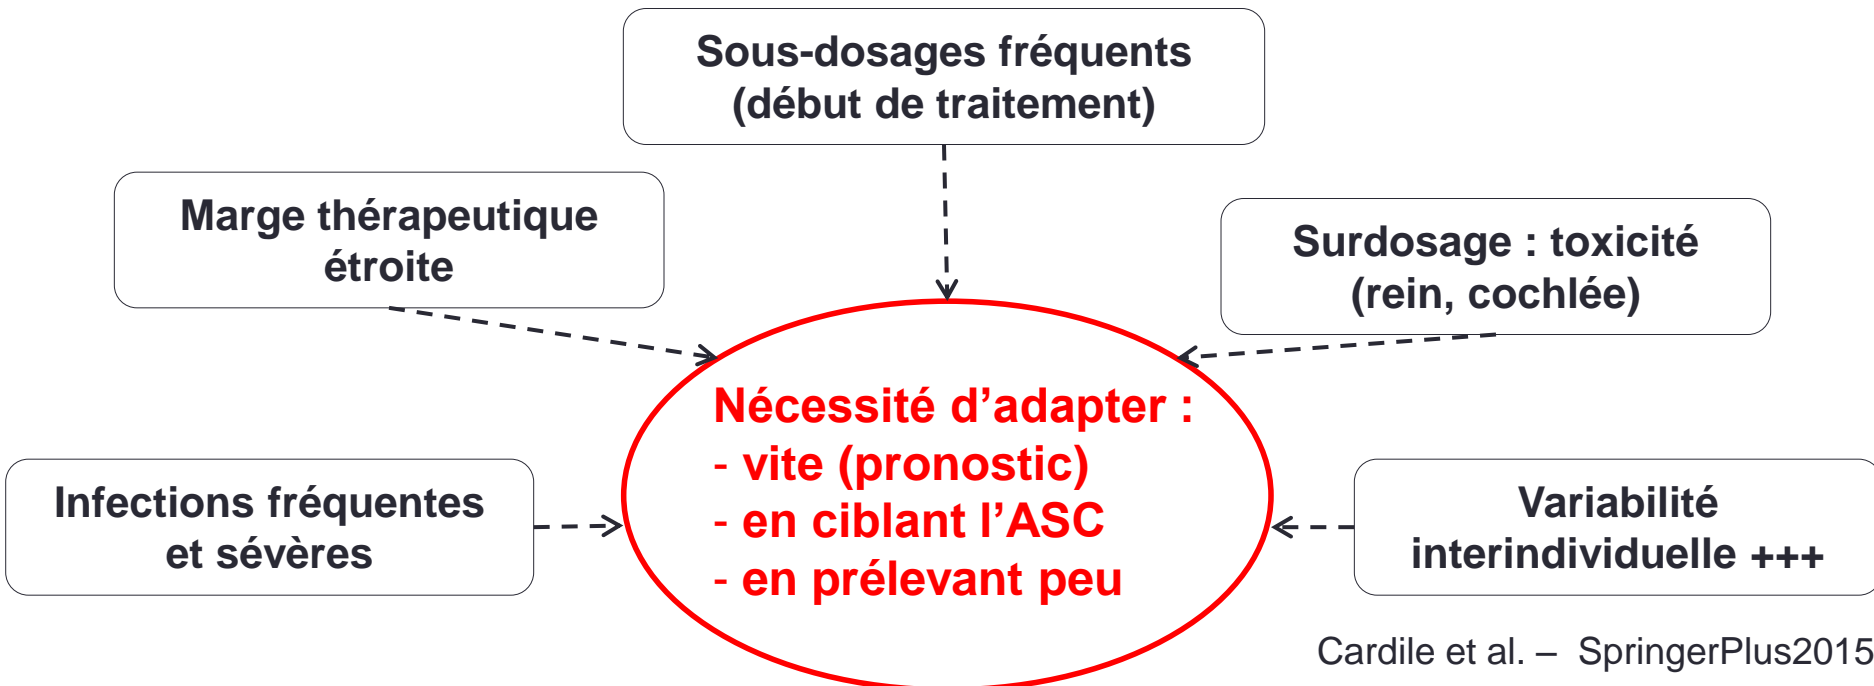 Sous-dosages fréquents
(début de traitement)
Marge thérapeutique
étroite
Surdosage : toxicité
(rein, cochlée)
Nécessité d’adapter :
- vite (pronostic)
- en ciblant l’ASC
- en prélevant peu
Infections fréquentes
et sévères
Variabilité
interindividuelle +++
Cardile et al. – SpringerPlus2015